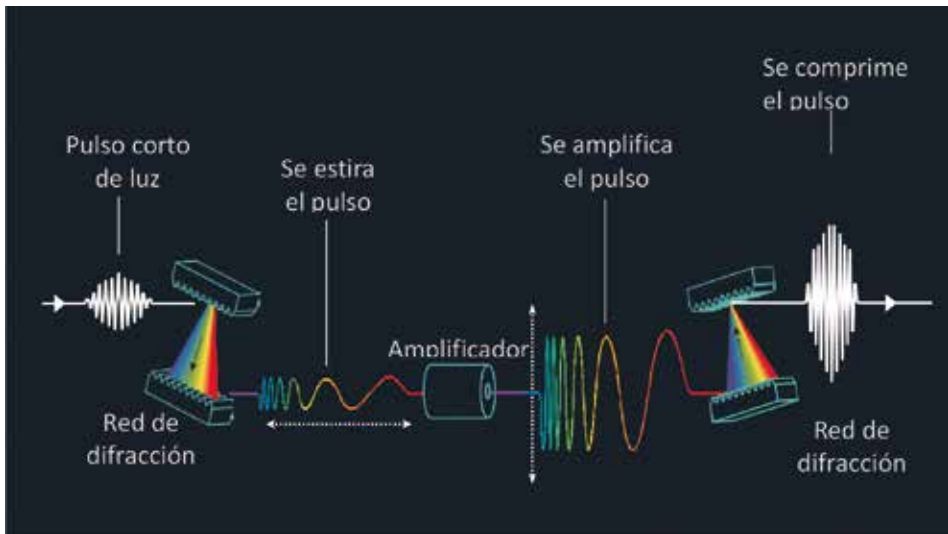 Pulso corto
de luz
Se estira
el pulso
Se amplifica
el pulso
Se comprime
el pulso
Amplificador
Red de
difracción
Red de
difracción